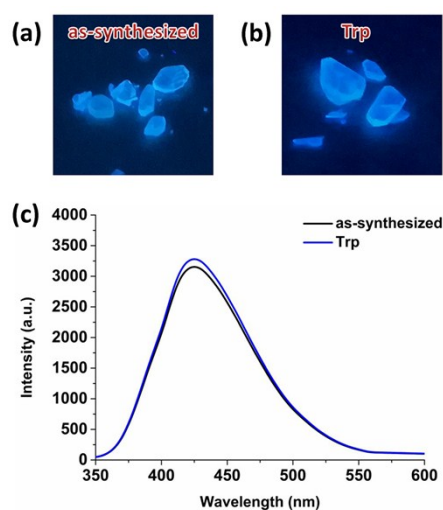 (a)
as-synthesized
(b)
Trp
(c)
as-synthesized
Trp
4000
3500
3000
2500
2000
1500
1000
500
0
Intensity (a.u.)
350 400 450 500 550 600
Wavelength (nm)